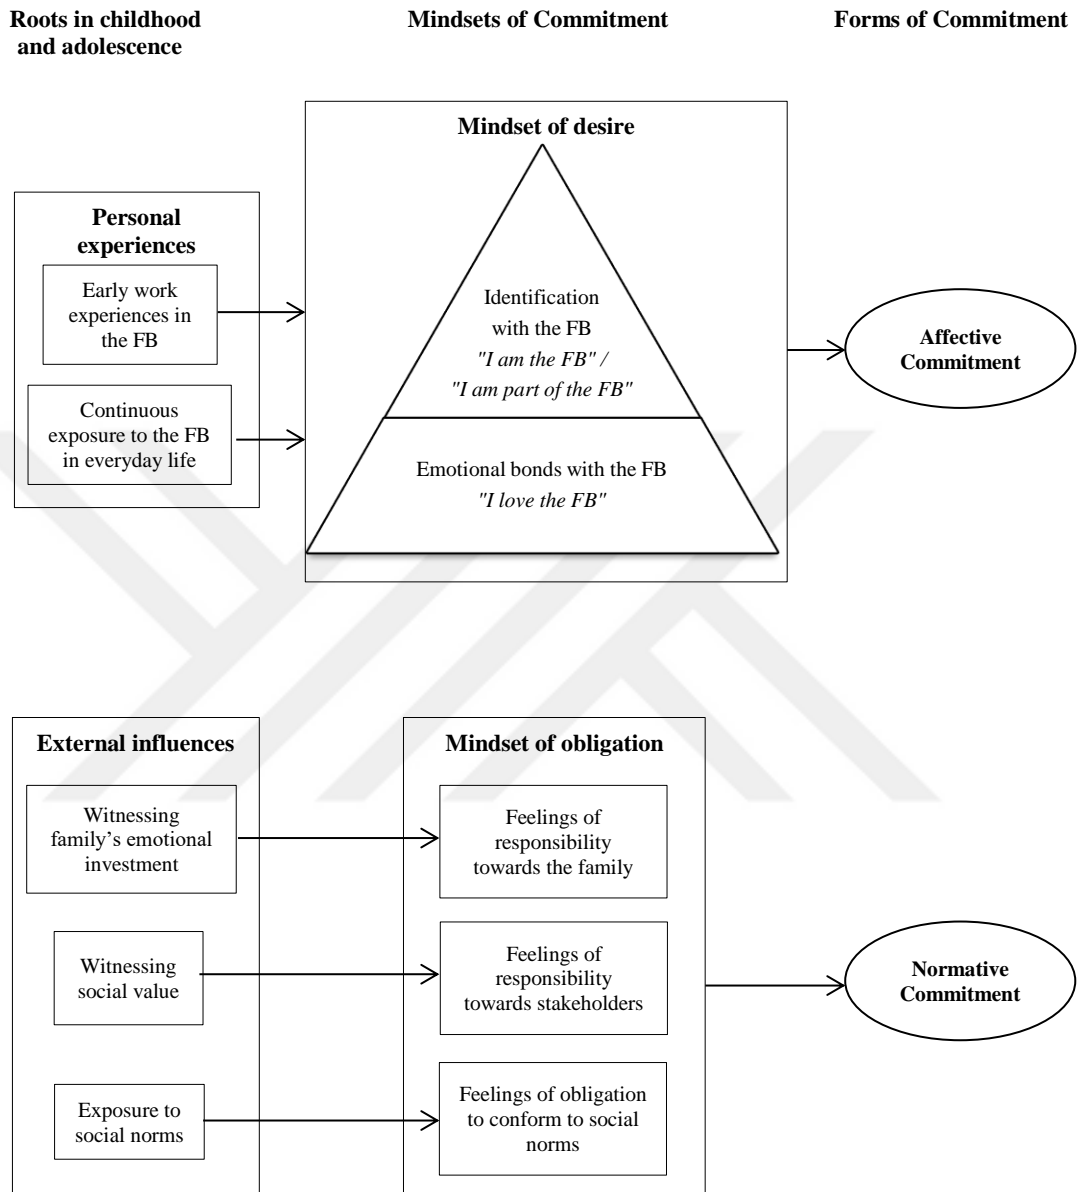 Roots in childhood
and adolescence
Mindsets of Commitment
Forms of Commitment
Mindset of desire
Personal
experiences
Early work
experiences in
the FB
Continuous
exposure to the FB
in everyday life
Identification
with the FB
"I am the FB" /
"I am part of the FB"
Emotional bonds with the FB
"I love the FB"
Affective
Commitment
External influences
Witnessing
family's emotional
investment
Witnessing
social value
Exposure to
social norms
Mindset of obligation
Feelings of
responsibility
towards the family
Feelings of
responsibility
towards stakeholders
Feelings of obligation
to conform to social
norms
Normative
Commitment